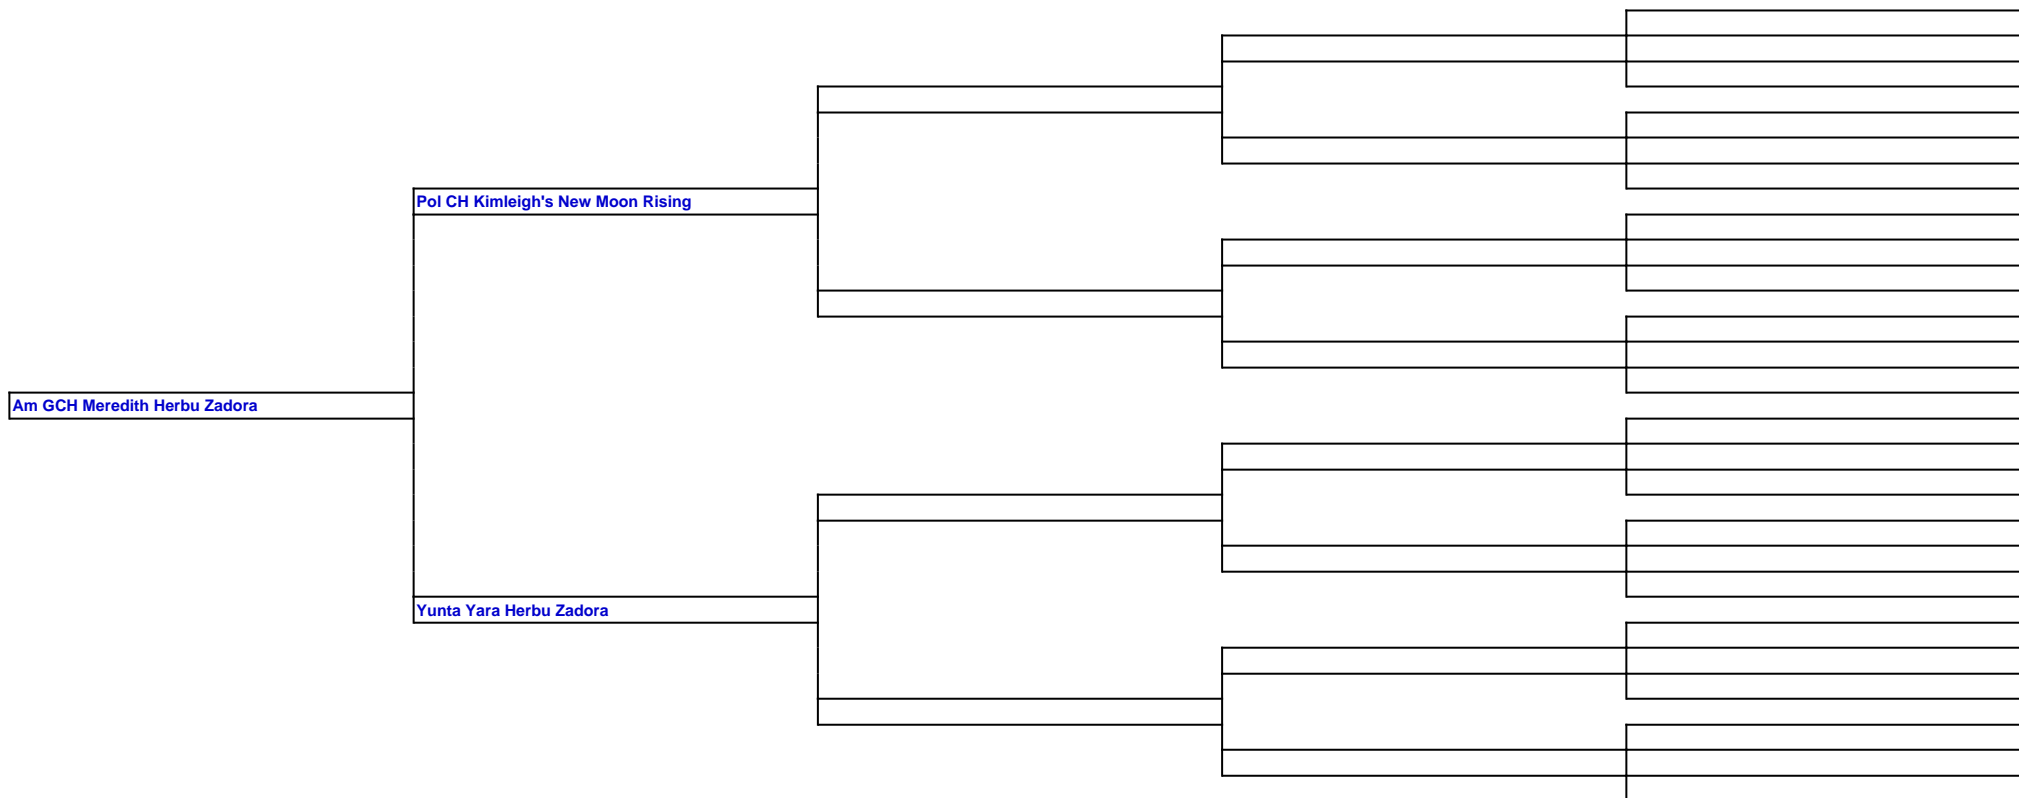 Pol CH Kimleigh's New Moon Rising
Am GCH Meredith Herbu Zadora
Yunta Yara Herbu Zadora